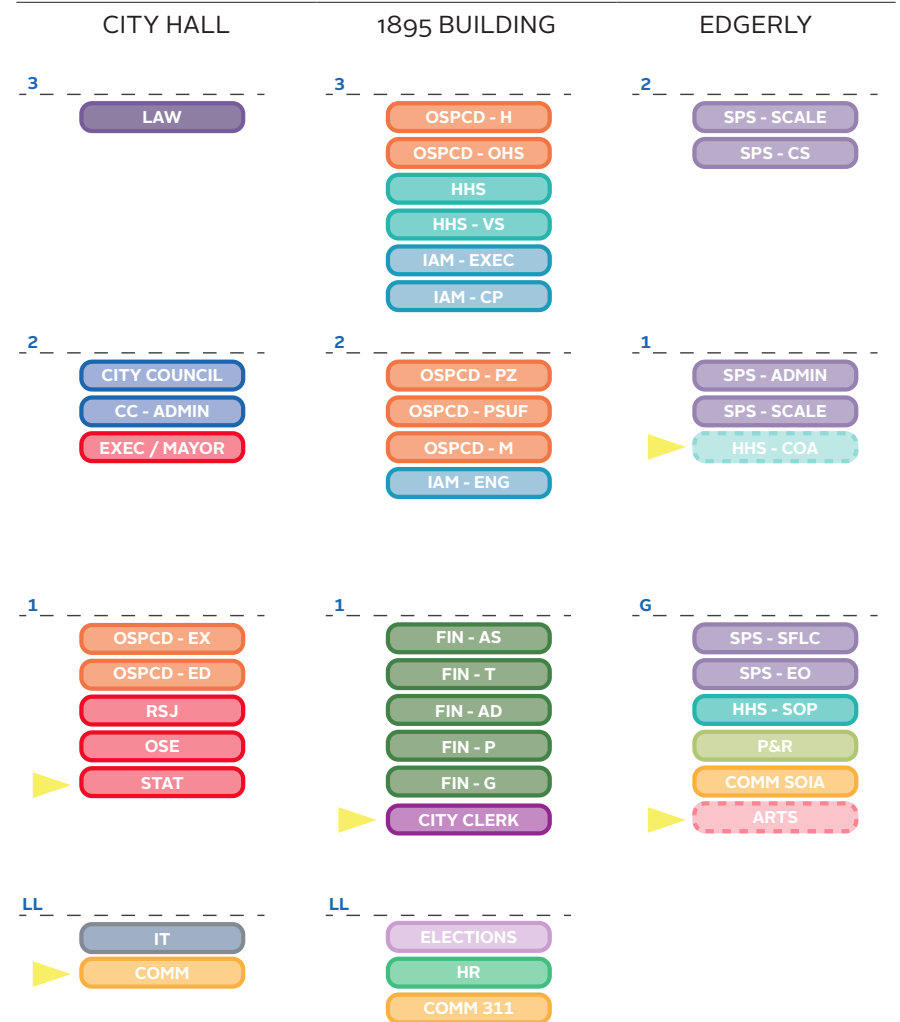 CITY HALL
3
LAW
2
CITY COUNCIL
CC - ADMIN
EXEC / MAYOR
1
OSPCD - EX
OSPCD - ED
RSJ
OSE
STAT
LL
IT
COMM
1895 BUILDING
3
OSPCD - H
OSPCD - OHS
HHS
HHS - VS
IAM - EXEC
IAM - CP
2
OSPCD - PZ
OSPCD - PSUF
OSPCD - M
IAM - ENG
1
FIN - AS
FIN - T
FIN - AD
FIN - P
FIN - G
CITY CLERK
LL
ELECTIONS
HR
COMM 311
EDGERLY
2
SPS - SCALE
SPS - CS
1
SPS - ADMIN
SPS - SCALE
HHS - COA
G
SPS - SFLC
SPS - EO
HHS - SOP
P&R
COMM SOIA
ARTS